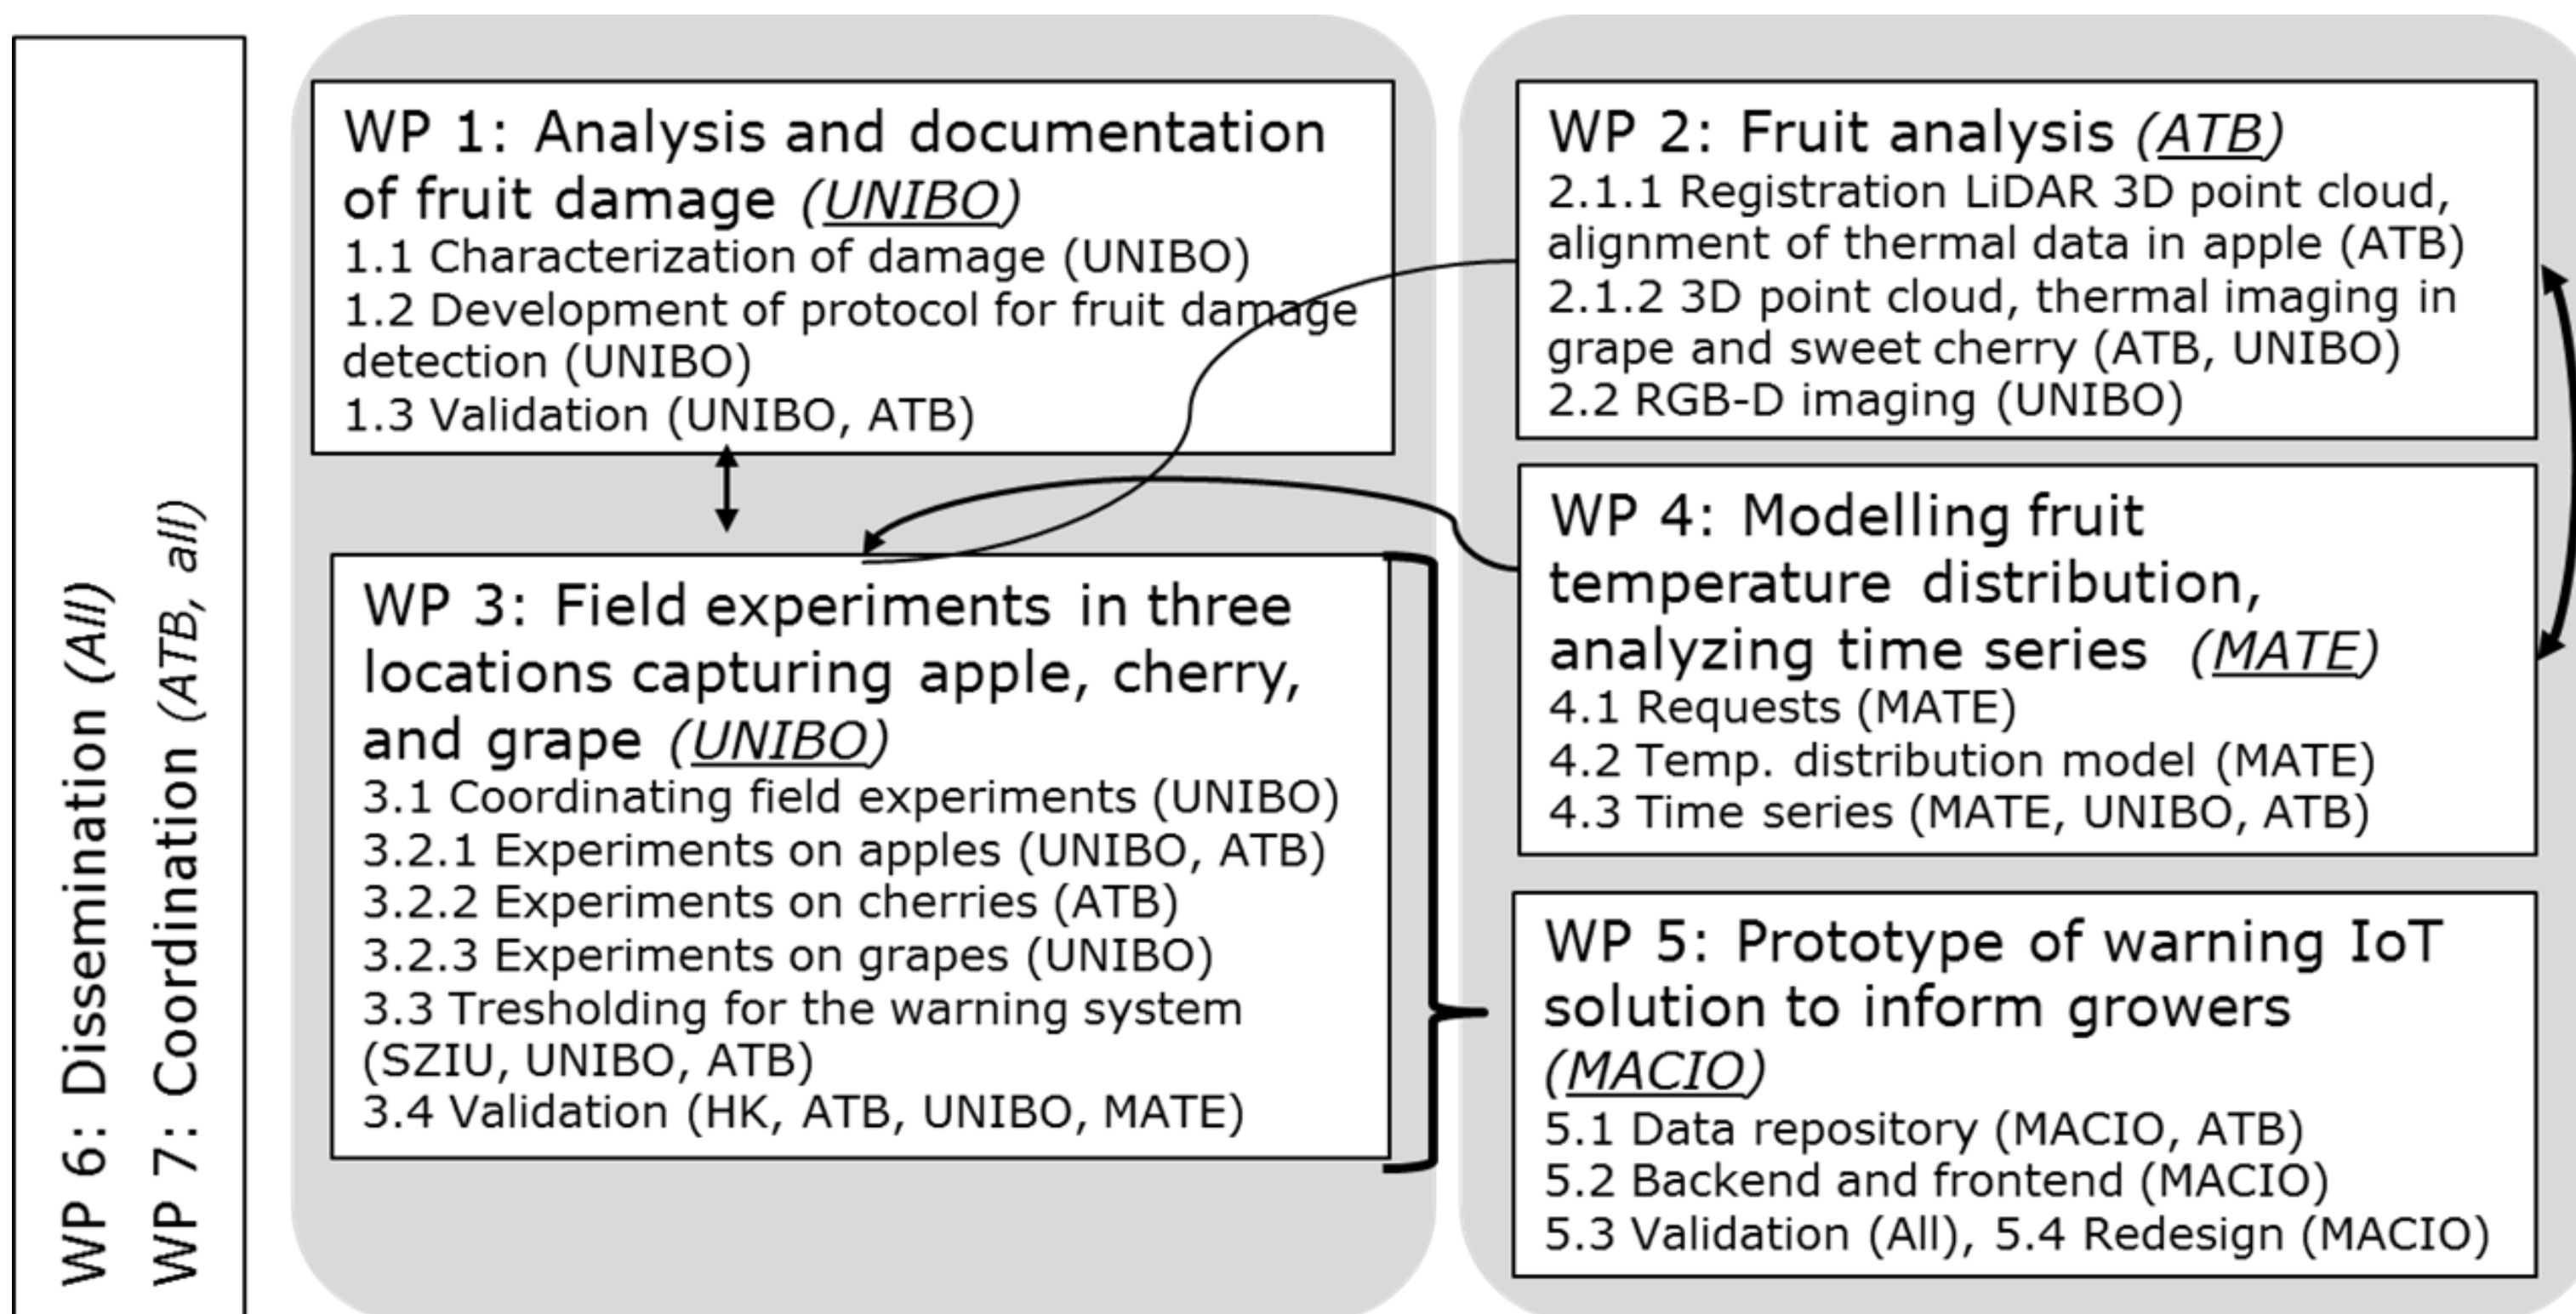 WP 6: Dissemination (All)
WP 7: Coordination (ATB, all)
WP 1: Analysis and documentation
of fruit damage (UNIBO)
1.1 Characterization of damage (UNIBO)
1.2 Development of protocol for fruit damage
detection (UNIBO)
1.3 Validation (UNIBO, ATB)
WP 3: Field experiments in three
locations capturing apple, cherry,
and grape (UNIBO)
3.1 Coordinating field experiments (UNIBO)
3.2.1 Experiments on apples (UNIBO, ATB)
3.2.2 Experiments on cherries (ATB)
3.2.3 Experiments on grapes (UNIBO)
3.3 Tresholding for the warning system
(SZIU, UNIBO, ATB)
3.4 Validation (HK, ATB, UNIBO, MATE)
WP 2: Fruit analysis (ATB)
2.1.1 Registration LiDAR 3D point cloud,
alignment of thermal data in apple (ATB)
2.1.2 3D point cloud, thermal imaging in
grape and sweet cherry (ATB, UNIBO)
2.2 RGB-D imaging (UNIBO)
WP 4: Modelling fruit
temperature distribution,
analyzing time series (MATE)
4.1 Requests (MATE)
4.2 Temp. distribution model (MATE)
4.3 Time series (MATE, UNIBO, ATB)
WP 5: Prototype of warning IoT
solution to inform growers
(MACIO)
5.1 Data repository (MACIO, ATB)
5.2 Backend and frontend (MACIO)
5.3 Validation (All), 5.4 Redesign (MACIO)